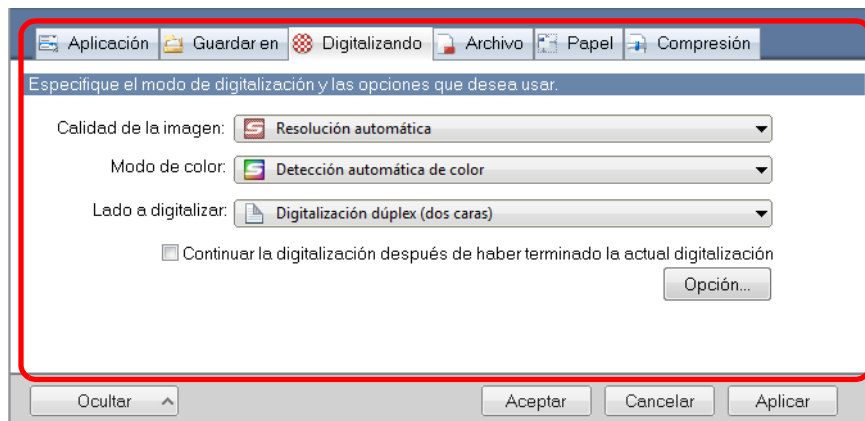 Aplicación Guardar en Digitalizando Archivo Papel Compresión
Especifique el modo de digitalización y las opciones que desea usar.
Calidad de la imagen: Resolución automática
Modo de color: Detección automática de color
Lado a digitalizar: Digitalización dúplex (dos caras)
Continuar la digitalización después de haber terminado la actual digitalización
Opción...
Ocultar Aceptar Cancelar Aplicar